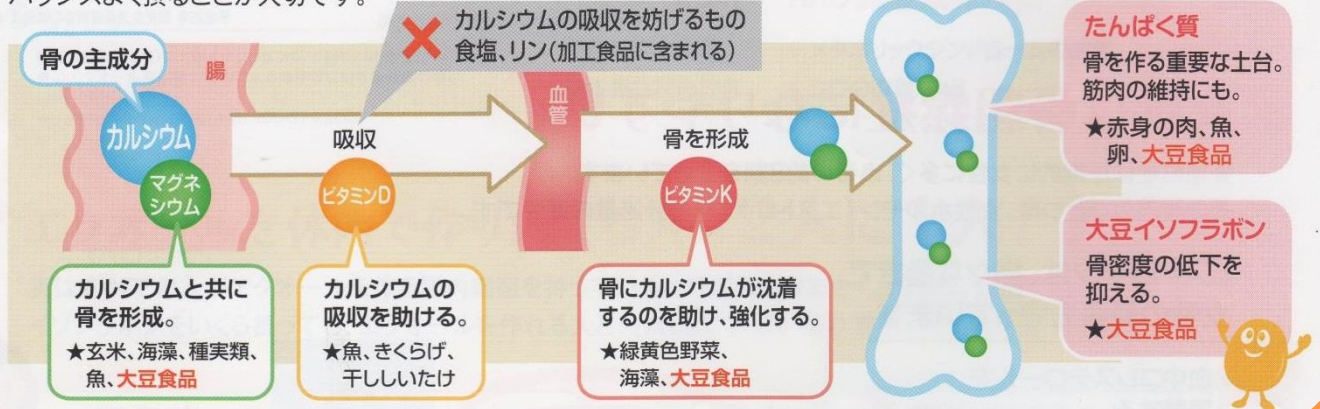 バランスよく摂ることが大切です。
カルシウムの吸収を妨げるもの
食塩、リン(加工食品に含まれる)
骨の主成分
腸
カルシウム
マグネ
シウム
吸収
ビタミンD
血管
骨を形成
ビタミンK
カルシウムと共に
骨を形成。
★玄米、海藻、種実類、
魚、大豆食品
カルシウムの
吸収を助ける。
★魚、きくらげ、
干ししいたけ
骨にカルシウムが沈着
するのを助け、強化する。
★緑黄色野菜、
海藻、大豆食品
たんぱく質
骨を作る重要な土台。
筋肉の維持にも。
★赤身の肉、魚、
卵、大豆食品
大豆イソフラボン
骨密度の低下を
抑える。
★大豆食品